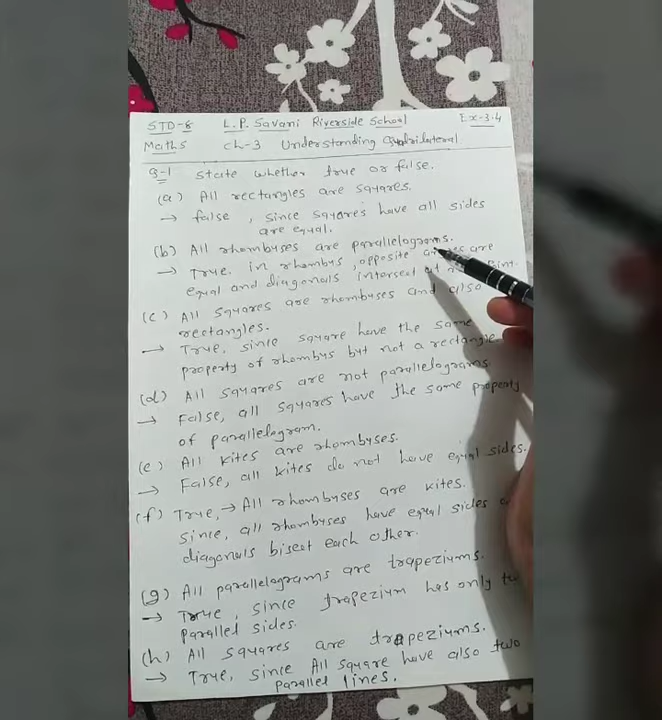 STD-8 L.P. Savani Riverside School Ex-3.4
Maths Ch-3 Understanding Quadrilateral
Q-1 State whether true or false.
(a) All rectangles are squares.
→ false, since squares have all sides
are equal.
(b) All rhombuses are parallelograms.
→ True. in rhombus, opposite are
equal and diagonals intersect at
(c) All squares are rhombuses and also
rectangles.
→ True, since square have the same
property of rhombus but not a rectangle
(d) All squares are not parallelograms
→ False, all squares have the same property
of parallelogram.
(e) All kites are rhombuses.
→ False, all kites do not have equal sides.
(f) True, → All rhombuses are kites.
Since, all rhombuses have equal sides
diagonals bisect each other.
(g) All parallelograms are trapeziums.
→ True, since trapezium has only
parallel sides.
(h) All squares are trapeziums.
→ True, since All square have also two
parallel lines.